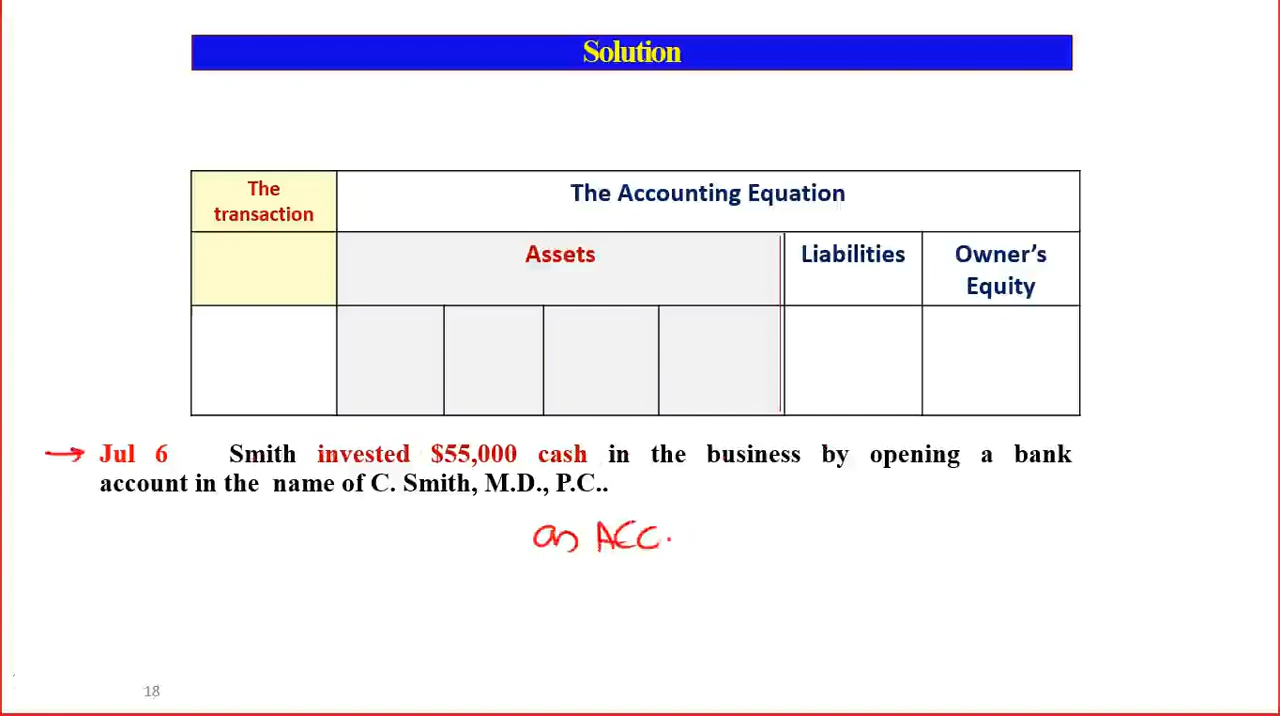 Solution
The
transaction
The Accounting Equation
Assets
Liabilities
Owner's
Equity
Jul 6 Smith invested $55,000 cash in the business by opening a bank
account in the name of C. Smith, M.D., P.C..
as ACC.
18